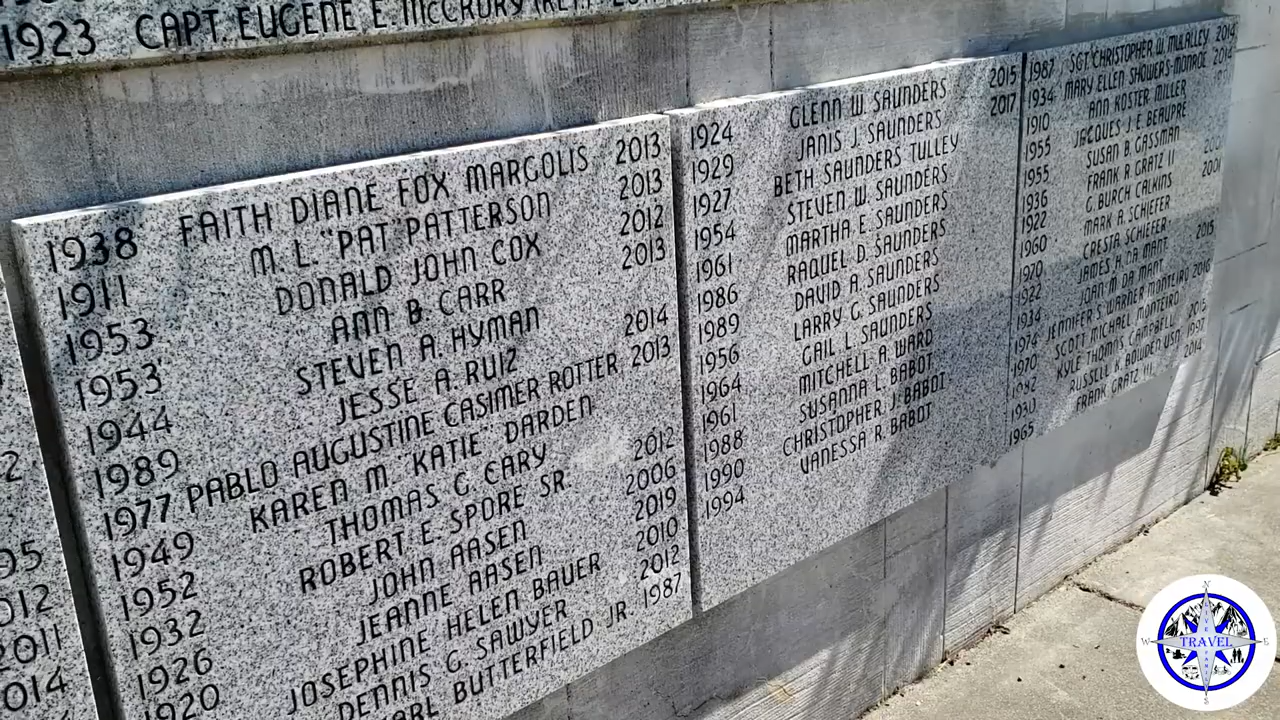 1923 CAPT. EUGENE E. McCRORY (RET.)
1938 FAITH DIANE FOX MARGOLIS 2013
1911 M. L. "PAT" PATTERSON 2013
1953 DONALD JOHN COX 2012
1953 ANN B. CARR 2013
1944 STEVEN A. HYMAN
1989 JESSE A. RUIZ 2014
1977 PABLO AUGUSTINE CASIMER ROTTER 2013
1949 KAREN M. "KATIE" DARDEN
1952 THOMAS G. CARY 2012
1932 ROBERT E. SPORE SR. 2006
1926 JOHN AASEN 2019
1920 JEANNE AASEN 2010
JOSEPHINE HELEN BAUER 2012
DENNIS G. SAWYER
BUTTERFIELD JR. 1987
1924 GLENN W. SAUNDERS 2015
1929 JANIS J. SAUNDERS 2017
1927 BETH SAUNDERS TULLEY
1954 STEVEN W. SAUNDERS
1961 MARTHA E. SAUNDERS
1986 RAQUEL D. SAUNDERS
1989 DAVID A. SAUNDERS
1956 LARRY G. SAUNDERS
1964 GAIL L. SAUNDERS
1961 MITCHELL A. WARD
1988 SUSANNA L. BABOT
1990 CHRISTOPHER J. BABOT
1994 VANESSA R. BABOT
1987 SGT CHRISTOPHER W. MULALLEY 2014
1934 MARY ELLEN SHOWERS-MONROE 2014
1910 ANN KOSTER MILLER
1955 JACQUES J. E. BEAUPRE
1955 SUSAN B. GASSMAN
1936 FRANK R. GRATZ II
1922 G. BURCH CALKINS 2001
1960 MARK A. SCHIEFER
1970 CRESTA SCHIEFER
1922 JAMES H. DA MANT 2015
1934 JOAN M. DA MANT
1974 JENNIFER S. WARNER MONTEIRO 2016
1970 SCOTT MICHAEL MONTEIRO
1942 KYLE THOMAS CAMPBELL
1930 RUSSELL K. BOWDEN USN 1997
1965 FRANK GRATZ III 2014
TRAVEL